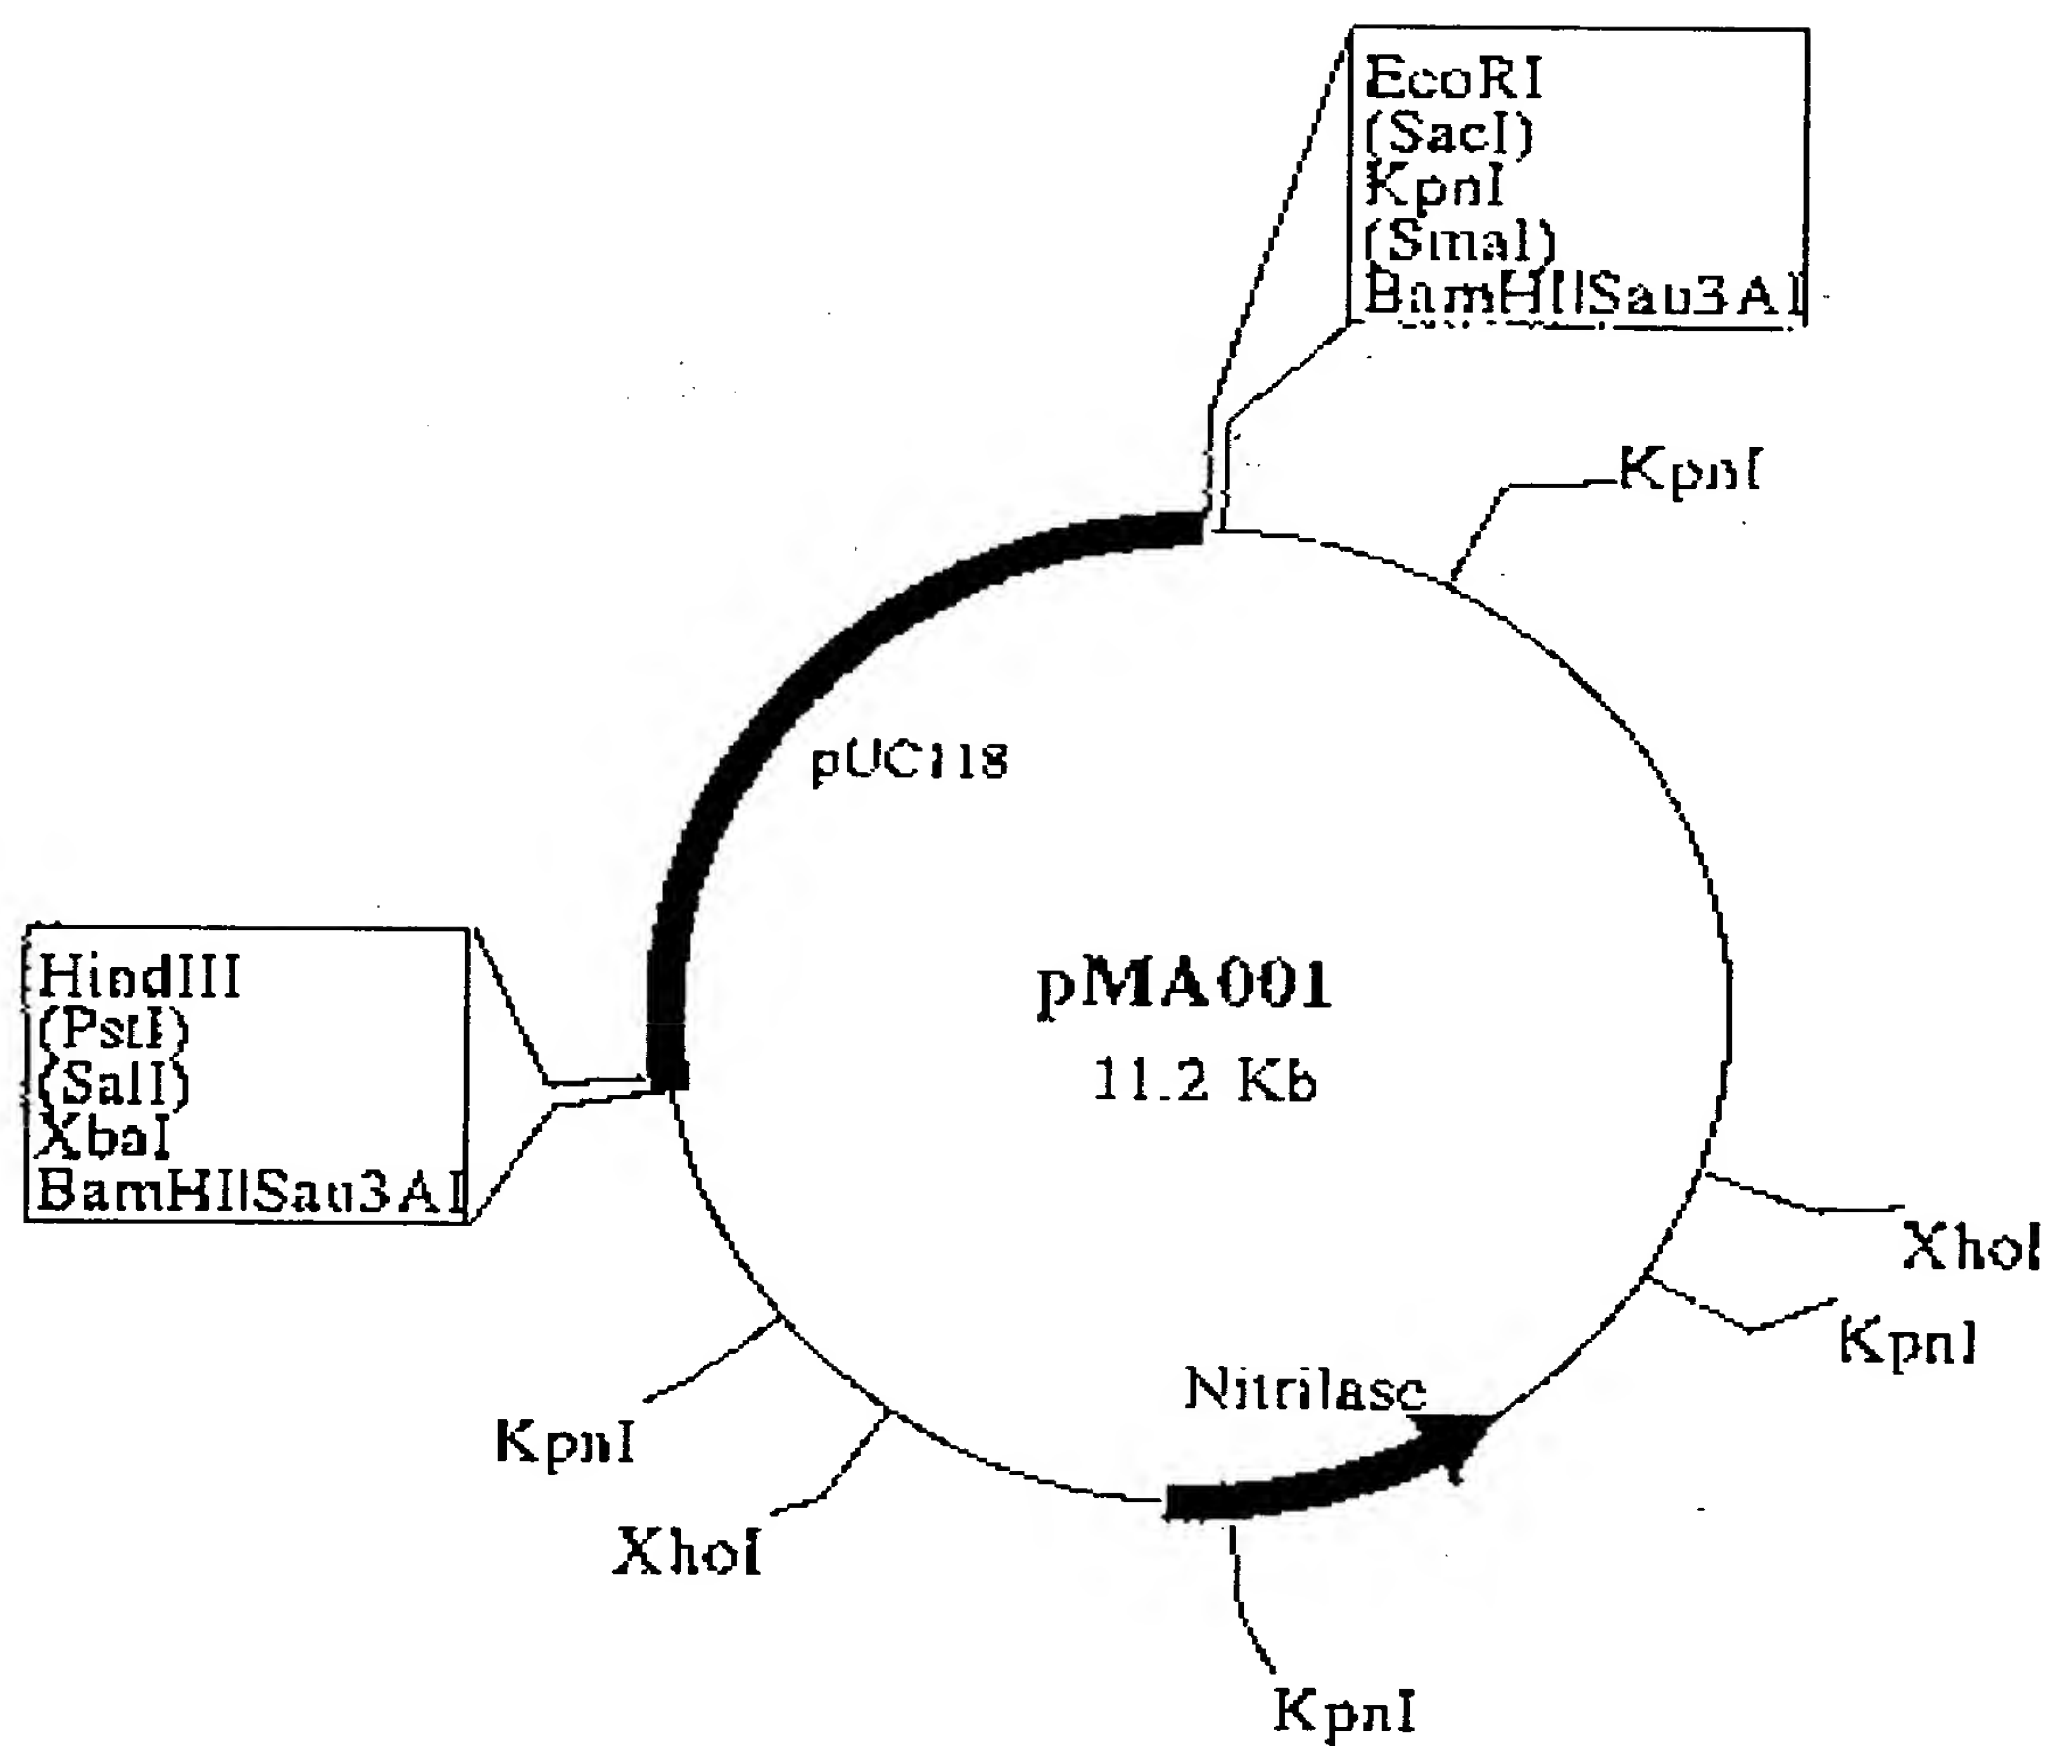 EcoRI
(SacI)
KpnI
(SmaI)
BamHI||Sau3AI
KpnI
pUC118
HindIII
(PstI)
(SalI)
XbaI
BamHI||Sau3AI
pMA001
11.2 Kb
XhoI
KpnI
Nitrilase
KpnI
XhoI
KpnI